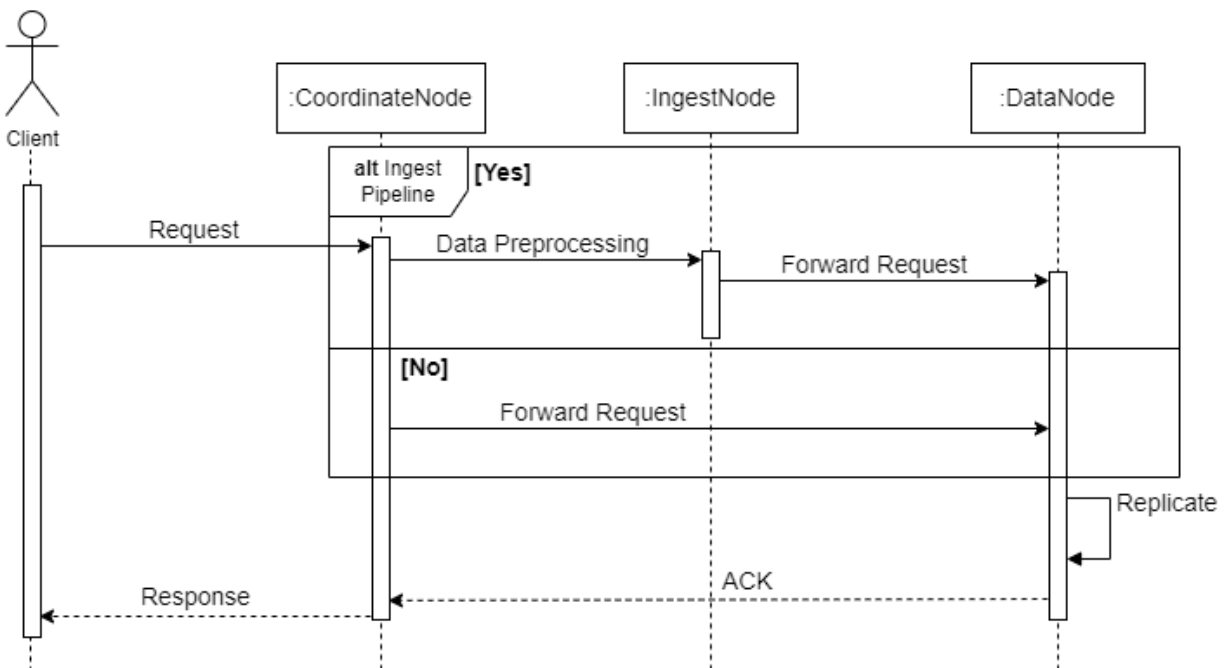 Client
:CoordinateNode
:IngestNode
:DataNode
alt Ingest
Pipeline
[Yes]
Request
Data Preprocessing
Forward Request
[No]
Forward Request
Replicate
ACK
Response